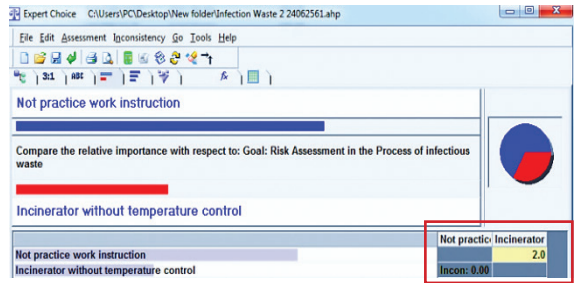 Expert Choice C:\Users\PC\Desktop\New folder\Infection Waste 2 24062561.ahp
File Edit Assessment Inconsistency Go Tools Help
3:1 ABC
Not practice work instruction
Compare the relative importance with respect to: Goal: Risk Assessment in the Process of infectious
waste
Incinerator without temperature control
Not practice Incinerator
Not practice work instruction 2.0
Incinerator without temperature control Incon: 0.00